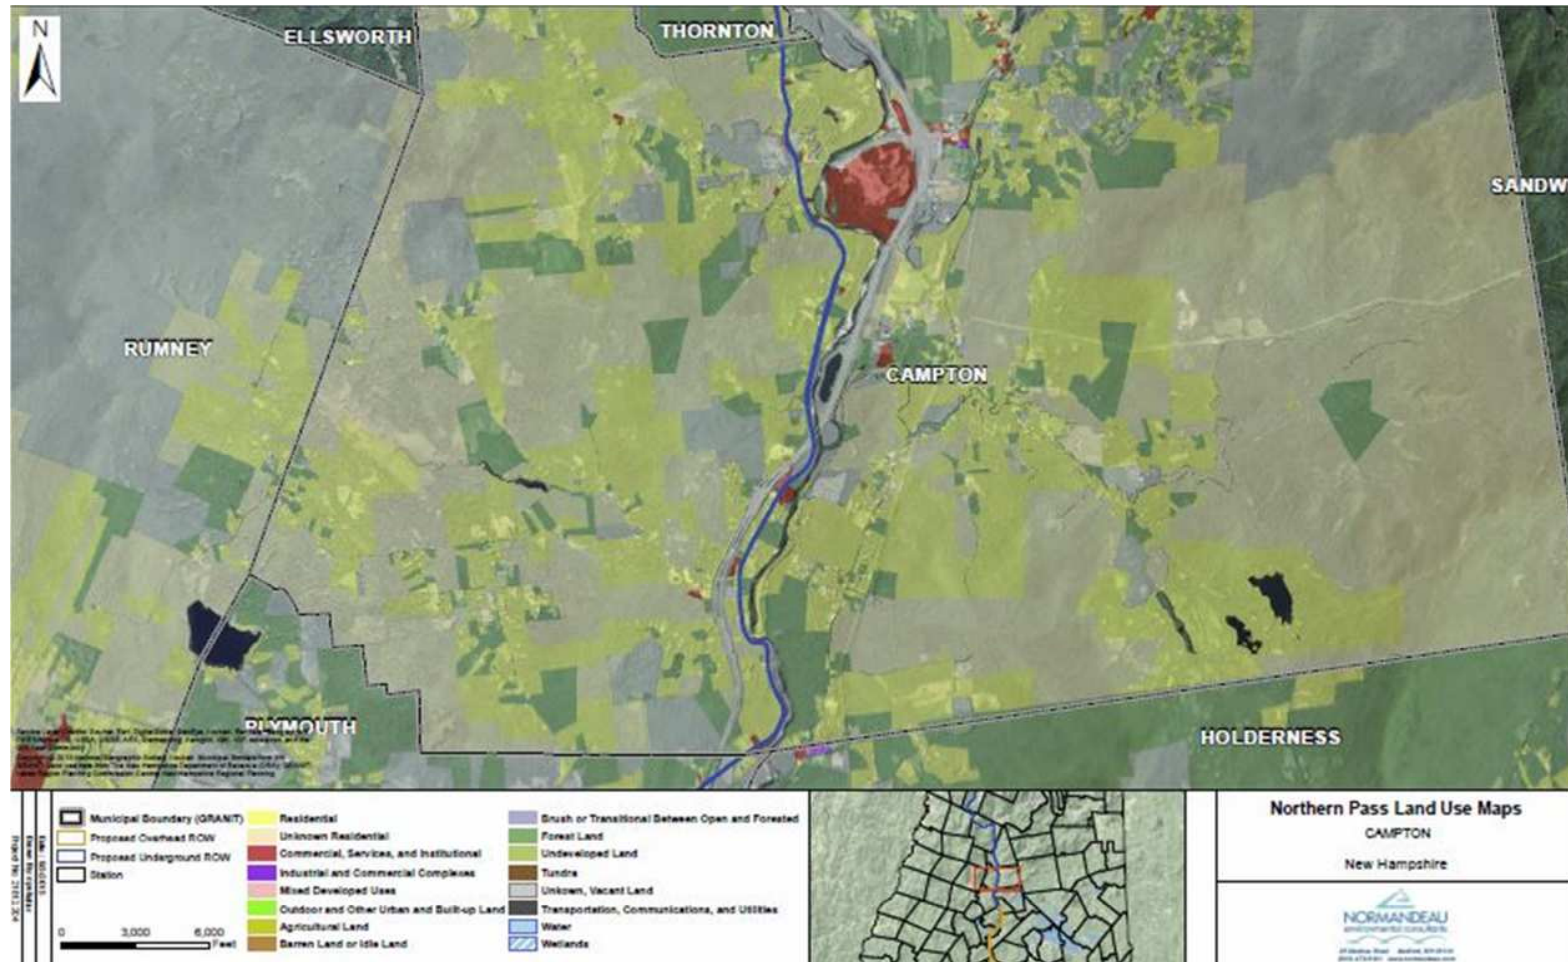 N
ELLSWORTH
THORNTON
SANDW
RUMNEY
CAMPTON
PLYMOUTH
HOLDERNESS
Municipal Boundary (GRANIT)
Proposed Overhead ROW
Proposed Underground ROW
Station
0 3,000 6,000
Feet
Residential
Unknown Residential
Commercial, Services, and Institutional
Industrial and Commercial Complexes
Mixed Developed Uses
Outdoor and Other Urban and Built-up Land
Agricultural Land
Barren Land or Idle Land
Brush or Transitional Between Open and Forested
Forest Land
Undeveloped Land
Tundra
Unkown, Vacant Land
Transportation, Communications, and Utilities
Water
Wetlands
Northern Pass Land Use Maps
CAMPTON
New Hampshire
NORMANDEAU
environmental consultants